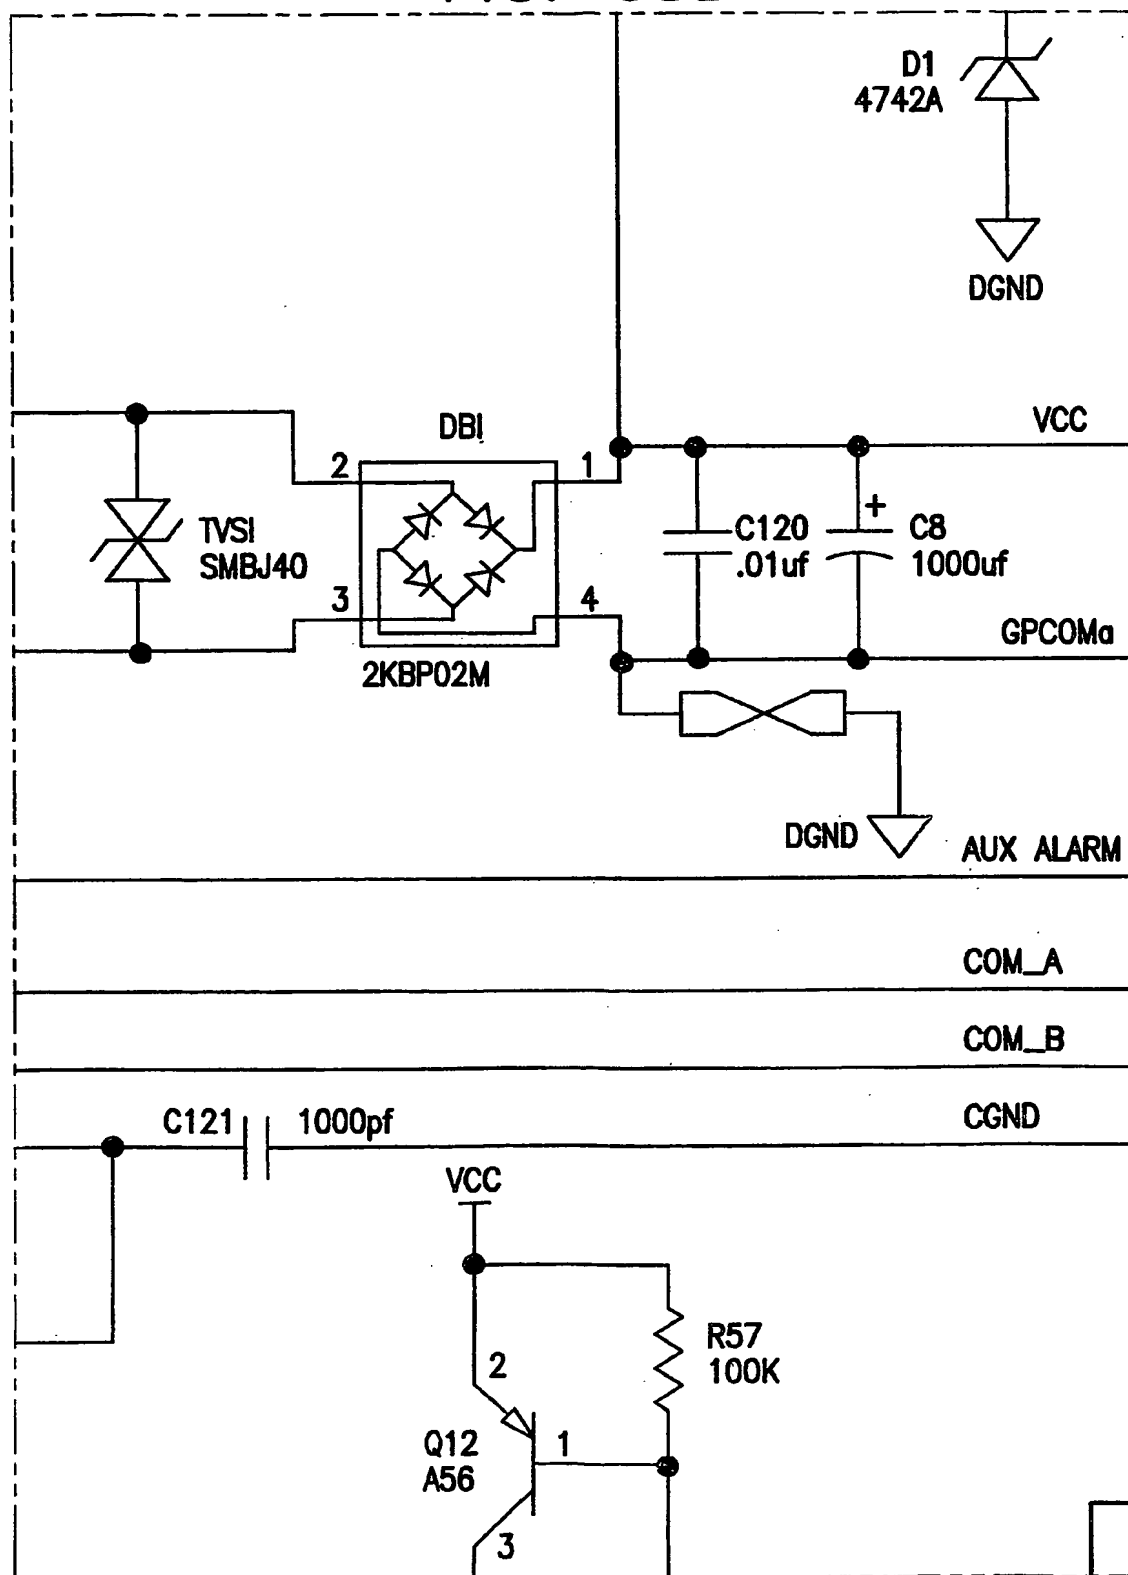 D1
4742A
DGND
VCC
DBI
2
1
TVSI
SMBJ40
C120
.01uf
+
C8
1000uf
3
4
GPCOMa
2KBP02M
DGND
AUX ALARM
COM_A
COM_B
C121
1000pf
CGND
VCC
R57
100K
2
Q12
A56
1
3